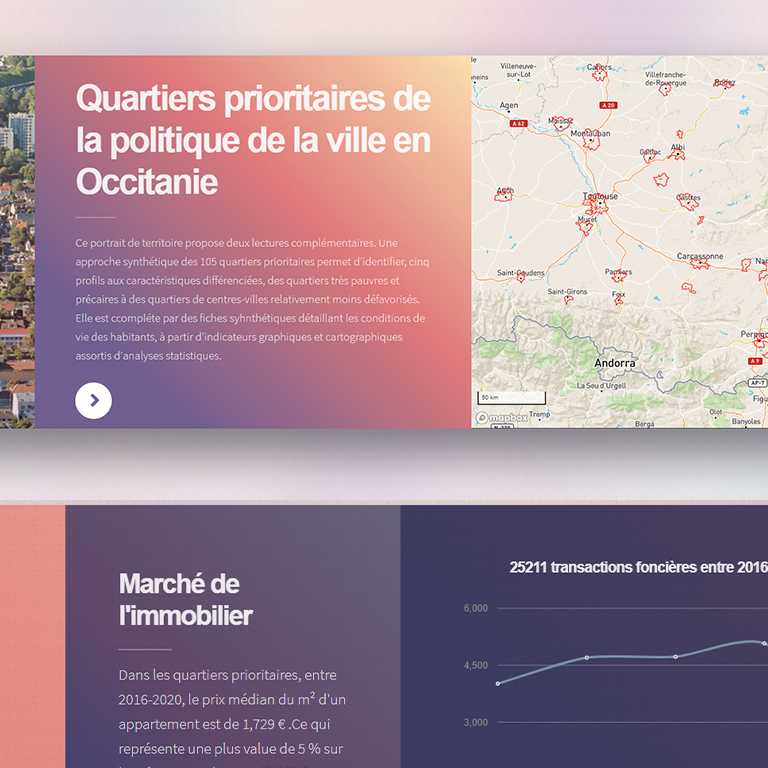 Quartiers prioritaires de
la politique de la ville en
Occitanie
Ce portrait de territoire propose deux lectures complémentaires. Une
approche synthétique des 105 quartiers prioritaires permet d'identifier, cinq
profils aux caractéristiques différenciées, des quartiers très pauvres et
précaires à des quartiers de centres-villes relativement moins défavorisés.
Elle est ccompléte par des fiches syhnthétiques détaillant les conditions de
vie des habitants, à partir d'indicateurs graphiques et cartographiques
assortis d'analyses statistiques.
Villeneuve-
sur-Lot
Cahors
Villefranche-
de-Rouergue
Rodez
Agen
A 20
A 62
Moissac
Montauban
Gaillac
Albi
Auch
Toulouse
Castres
Muret
Carcassonne
Saint-Gaudens
Pamiers
Saint-Girons
Foix
Andorra
La Seu d'Urgell
A 9
AP-7
50 km
mapbox
Tremp
Olot
Berga
Banyoles
Marché de
l'immobilier
Dans les quartiers prioritaires, entre
2016-2020, le prix médian du m² d'un
appartement est de 1,729 € .Ce qui
représente une plus value de 5 % sur
25211 transactions foncières entre 2016
6,000
4,500
3,000